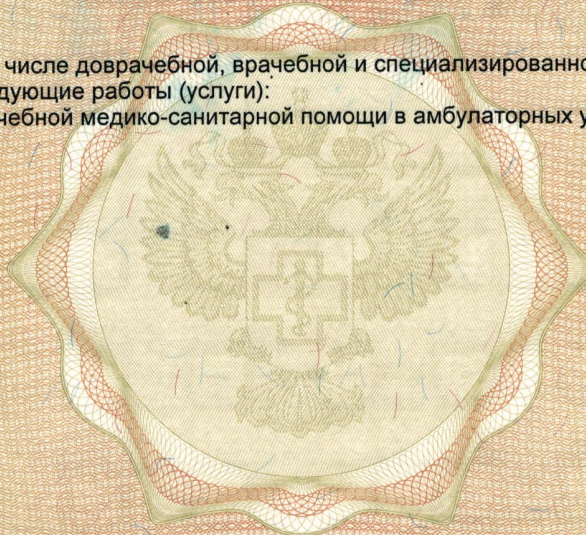 числе доврачебной, врачебной и специализированно
дующие работы (услуги):
чебной медико-санитарной помощи в амбулаторных у